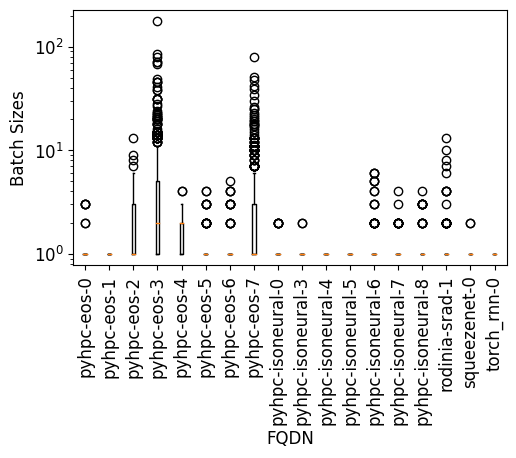 10²
10¹
10⁰
Batch Sizes
pyhpc-eos-0
pyhpc-eos-1
pyhpc-eos-2
pyhpc-eos-3
pyhpc-eos-4
pyhpc-eos-5
pyhpc-eos-6
pyhpc-eos-7
pyhpc-isoneural-0
pyhpc-isoneural-3
pyhpc-isoneural-4
pyhpc-isoneural-5
pyhpc-isoneural-6
pyhpc-isoneural-7
pyhpc-isoneural-8
rodinia-srad-1
squeezenet-0
torch_rnn-0
FQDN